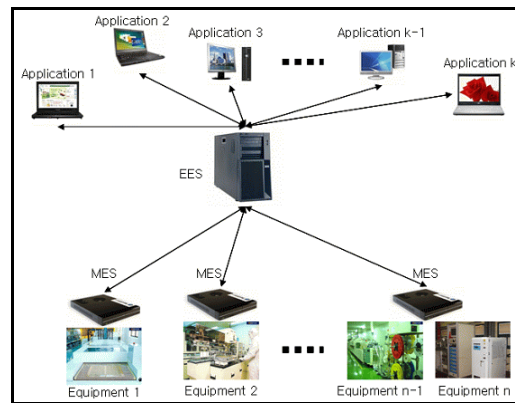 Application 2
Application 3
Application k-1
Application 1
Application k
EES
MES
MES
MES
Equipment 1
Equipment 2
Equipment n-1
Equipment n